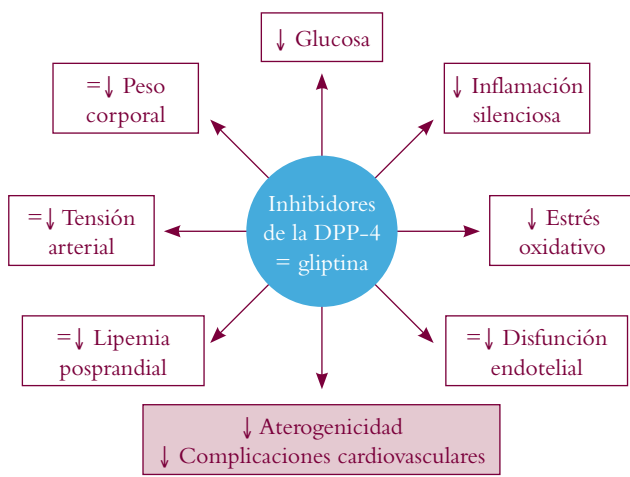 ↓ Glucosa
=↓ Peso
corporal
↓ Inflamación
silenciosa
Inhibidores
de la DPP-4
= gliptina
=↓ Tensión
arterial
↓ Estrés
oxidativo
=↓ Lipemia
posprandial
=↓ Disfunción
endotelial
↓ Aterogenicidad
↓ Complicaciones cardiovasculares